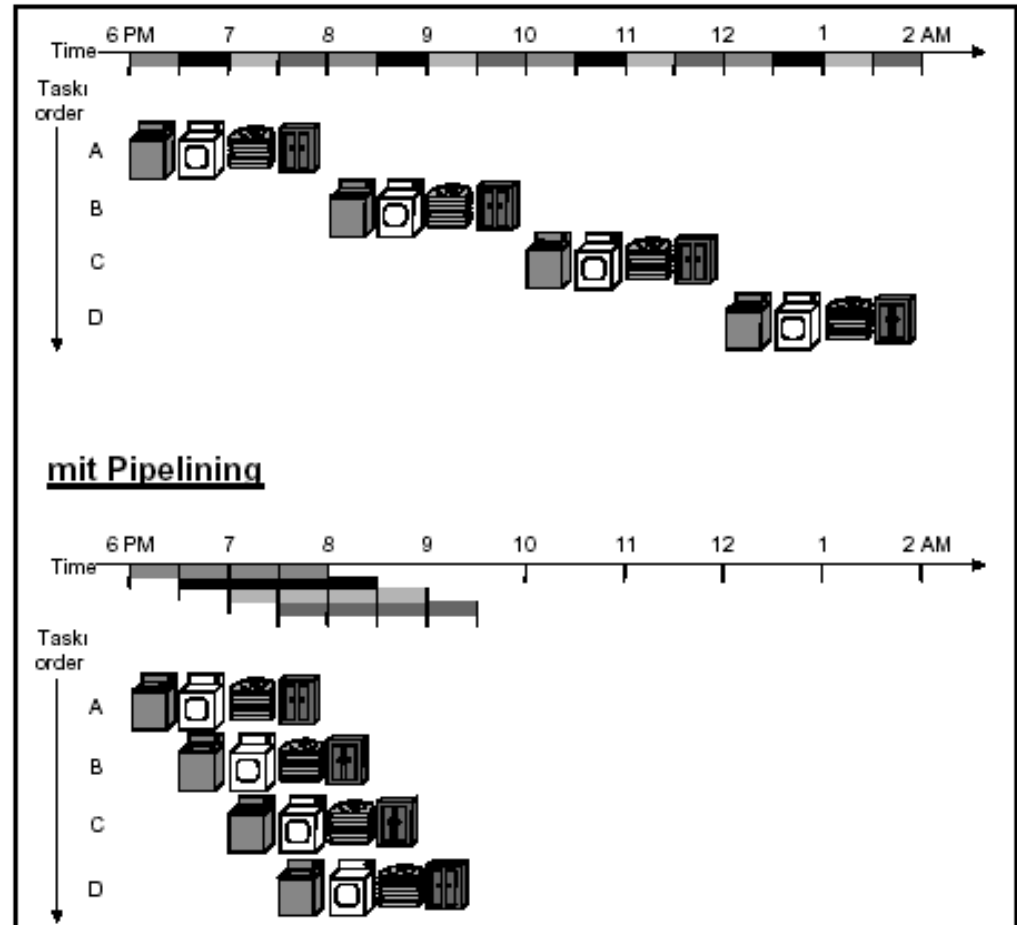 6 PM 7 8 9 10 11 12 1 2 AM
Time
Taskı
order
A
B
C
D
mit Pipelining
6 PM 7 8 9 10 11 12 1 2 AM
Time
Taskı
order
A
B
C
D